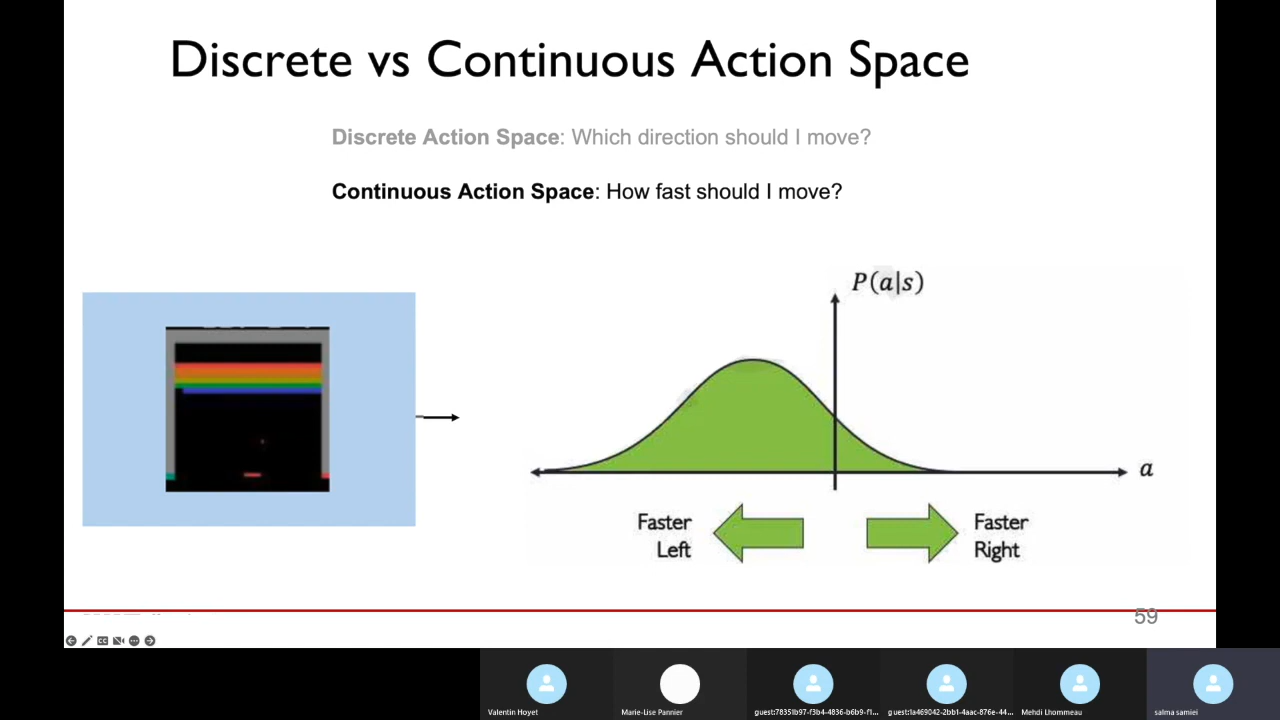 Discrete vs Continuous Action Space
Discrete Action Space: Which direction should I move?
Continuous Action Space: How fast should I move?
P(a|s)
a
Faster
Left
Faster
Right
59
Valentin Hoyet
Marie-Lise Pannier
Mehdi Lhommeau
salma samiei